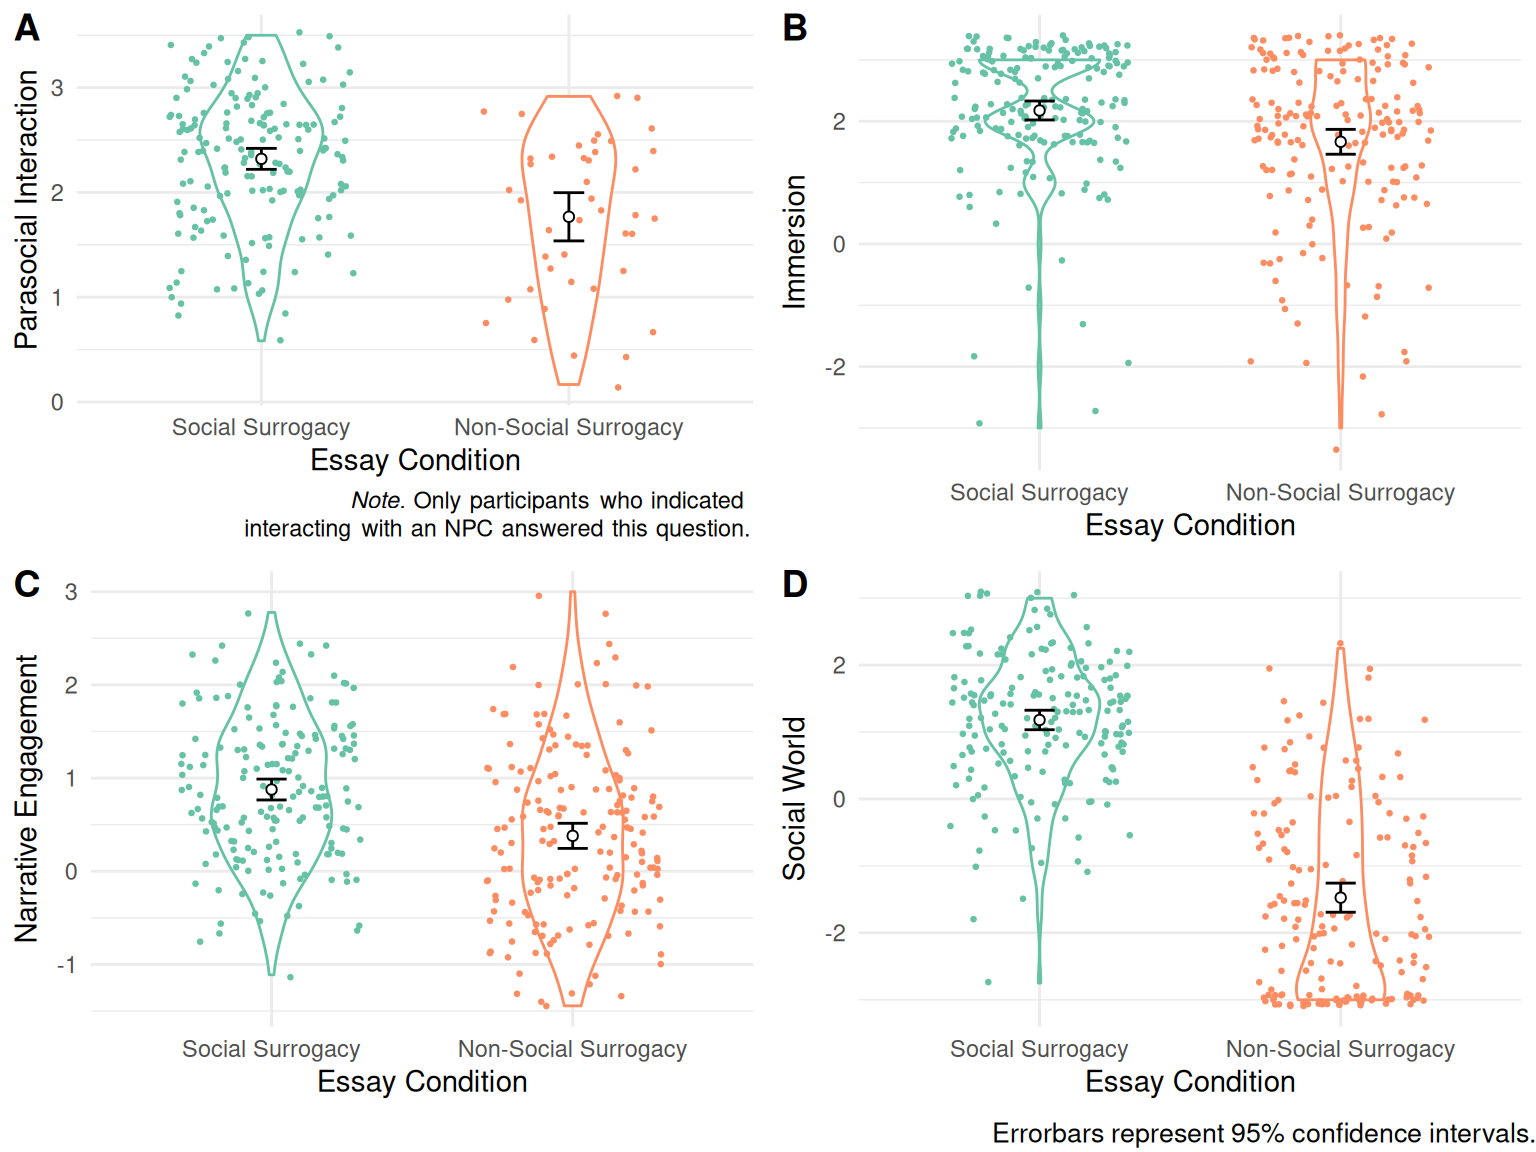 A
Parasocial Interaction
3
2
1
0
Social Surrogacy
Non-Social Surrogacy
Essay Condition
Note. Only participants who indicated
interacting with an NPC answered this question.
B
Immersion
2
0
-2
Social Surrogacy
Non-Social Surrogacy
Essay Condition
C
Narrative Engagement
3
2
1
0
-1
Social Surrogacy
Non-Social Surrogacy
Essay Condition
D
Social World
2
0
-2
Social Surrogacy
Non-Social Surrogacy
Essay Condition
Errorbars represent 95% confidence intervals.